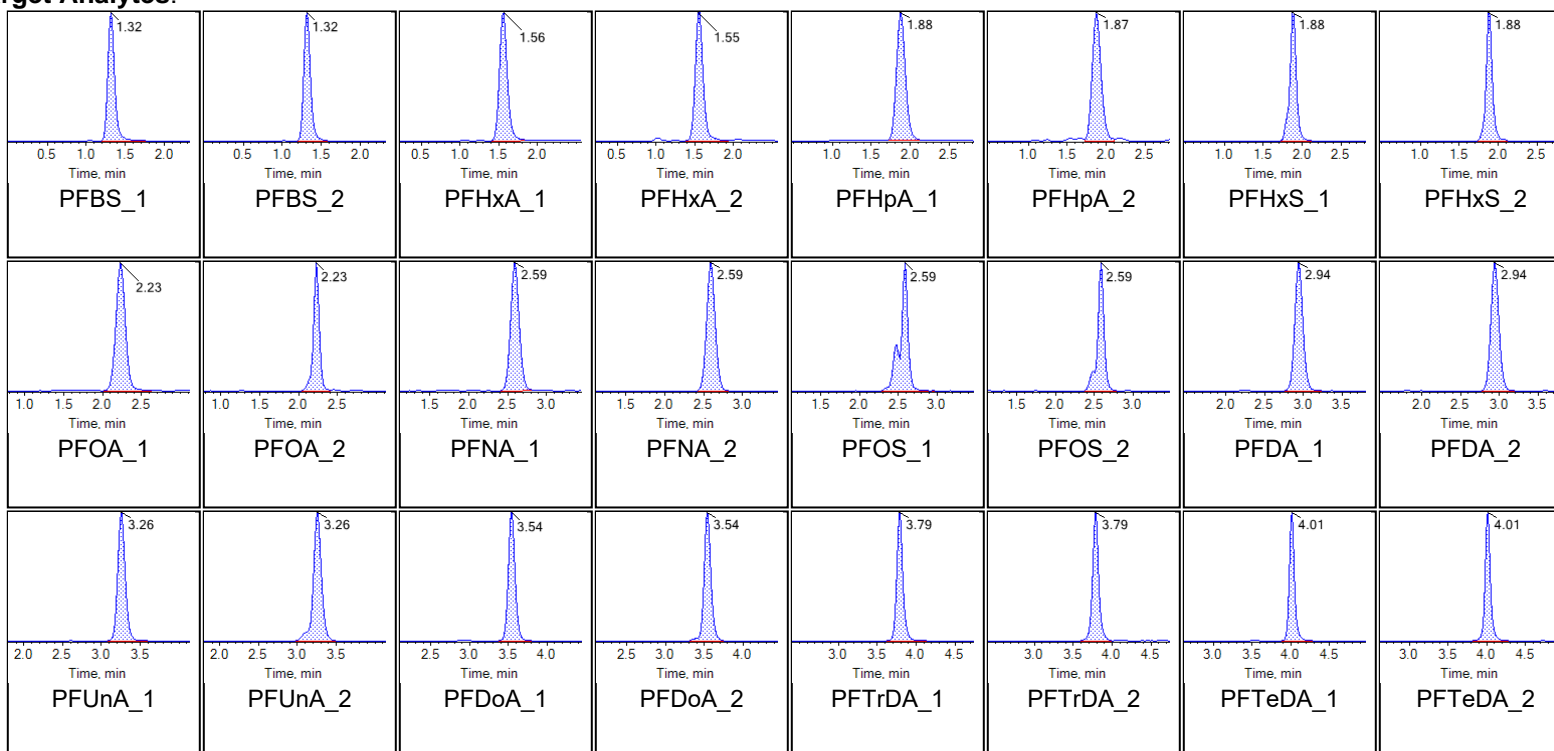 rget Analytes:
1.32 1.32 1.56 1.55 1.88 1.87 1.88 1.88
0.5 1.0 1.5 2.0 0.5 1.0 1.5 2.0 0.5 1.0 1.5 2.0 0.5 1.0 1.5 2.0 1.0 1.5 2.0 2.5 1.0 1.5 2.0 2.5 1.0 1.5 2.0 2.5 1.0 1.5 2.0 2.5
Time, min Time, min Time, min Time, min Time, min Time, min Time, min Time, min
PFBS_1 PFBS_2 PFHxA_1 PFHxA_2 PFHpA_1 PFHpA_2 PFHxS_1 PFHxS_2
2.23 2.23 2.59 2.59 2.59 2.59 2.94 2.94
1.0 1.5 2.0 2.5 1.0 1.5 2.0 2.5 1.5 2.0 2.5 3.0 1.5 2.0 2.5 3.0 1.5 2.0 2.5 3.0 1.5 2.0 2.5 3.0 2.0 2.5 3.0 3.5 2.0 2.5 3.0 3.5
Time, min Time, min Time, min Time, min Time, min Time, min Time, min Time, min
PFOA_1 PFOA_2 PFNA_1 PFNA_2 PFOS_1 PFOS_2 PFDA_1 PFDA_2
3.26 3.26 3.54 3.54 3.79 3.79 4.01 4.01
2.0 2.5 3.0 3.5 2.0 2.5 3.0 3.5 2.5 3.0 3.5 4.0 2.5 3.0 3.5 4.0 3.0 3.5 4.0 4.5 3.0 3.5 4.0 4.5 3.0 3.5 4.0 4.5 3.0 3.5 4.0 4.5
Time, min Time, min Time, min Time, min Time, min Time, min Time, min Time, min
PFUnA_1 PFUnA_2 PFDoA_1 PFDoA_2 PFTrDA_1 PFTrDA_2 PFTeDA_1 PFTeDA_2